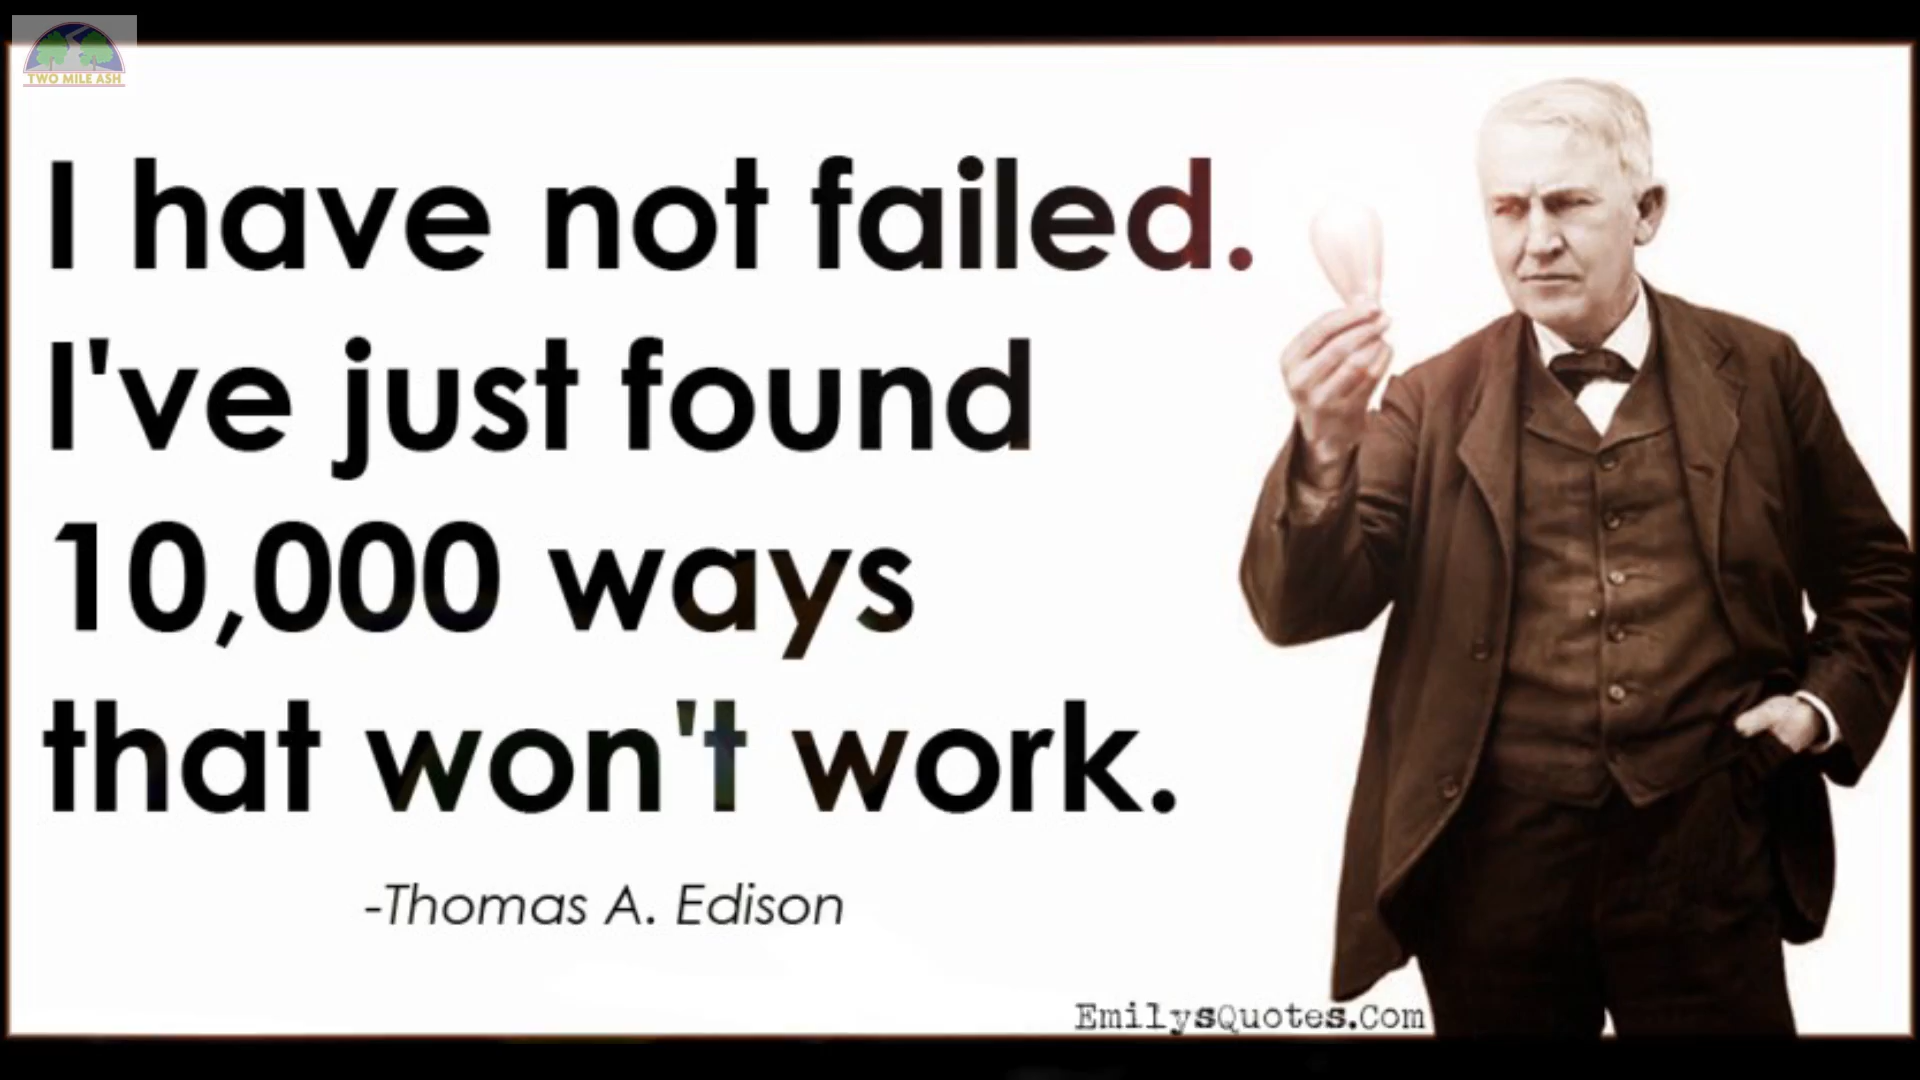 TWO MILE ASH
I have not failed.
I've just found
10,000 ways
that won't work.
-Thomas A. Edison
EmilysQuotes.Com